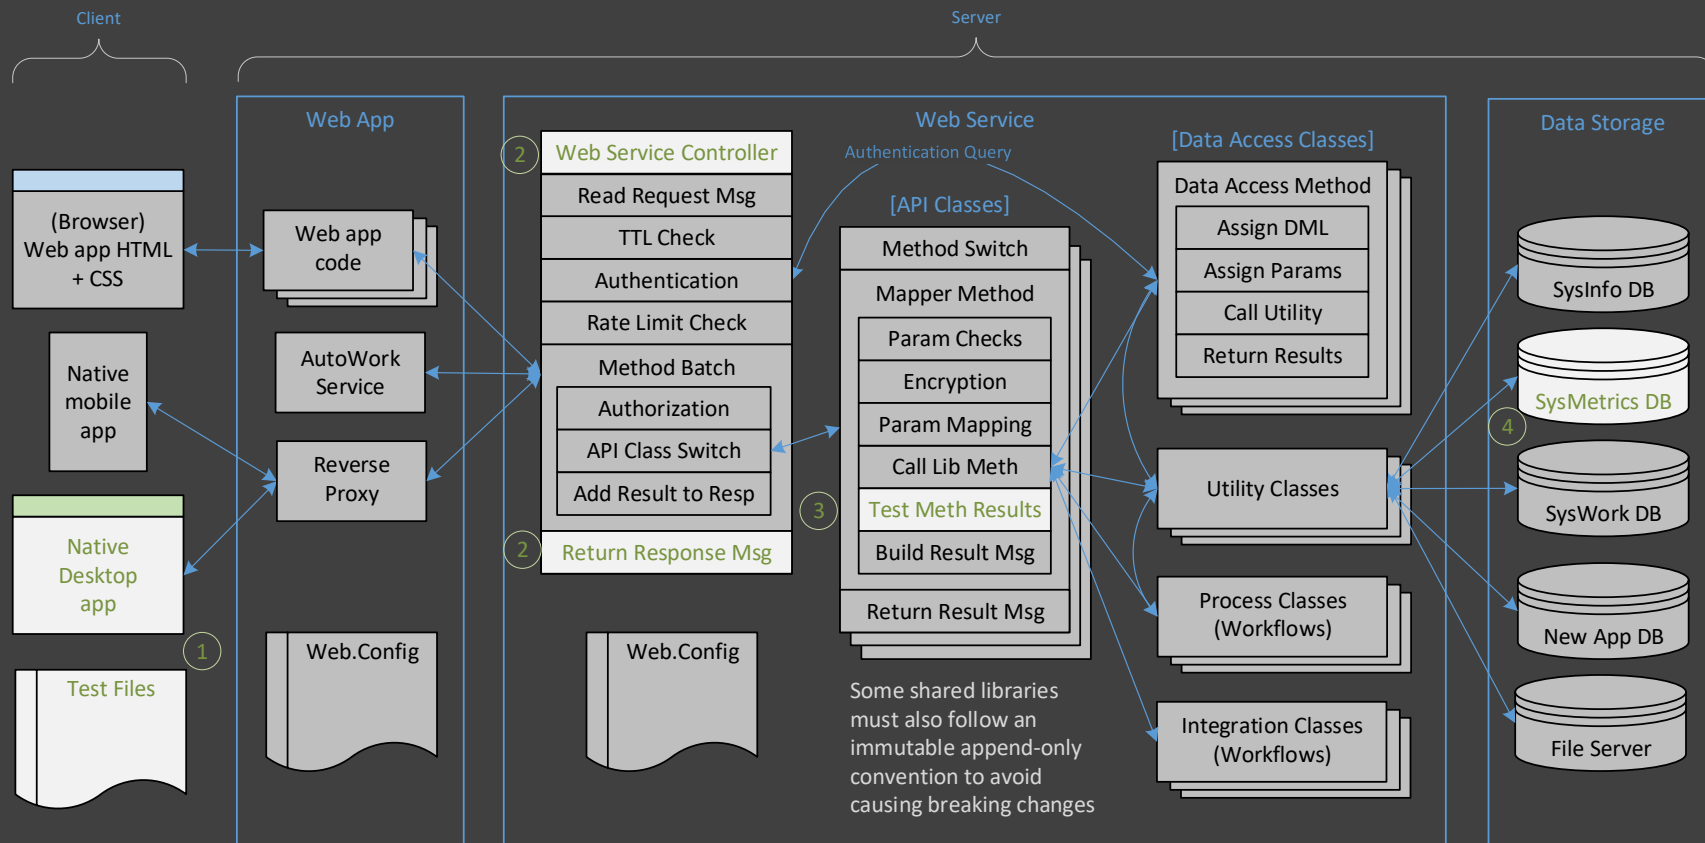 Client
Server
Web App
Web Service
Data Storage
(Browser)
Web app HTML
+ CSS
Native
mobile
app
Native
Desktop
app
1
Test Files
Web app
code
AutoWork
Service
Reverse
Proxy
Web.Config
2
Web Service Controller
Read Request Msg
TTL Check
Authentication
Rate Limit Check
Method Batch
Authorization
API Class Switch
Add Result to Resp
2
Return Response Msg
Web.Config
Authentication Query
[API Classes]
Method Switch
Mapper Method
Param Checks
Encryption
Param Mapping
Call Lib Meth
3
Test Meth Results
Build Result Msg
Return Result Msg
Some shared libraries
must also follow an
immutable append-only
convention to avoid
causing breaking changes
[Data Access Classes]
Data Access Method
Assign DML
Assign Params
Call Utility
Return Results
Utility Classes
Process Classes
(Workflows)
Integration Classes
(Workflows)
SysInfo DB
SysMetrics DB
4
SysWork DB
New App DB
File Server